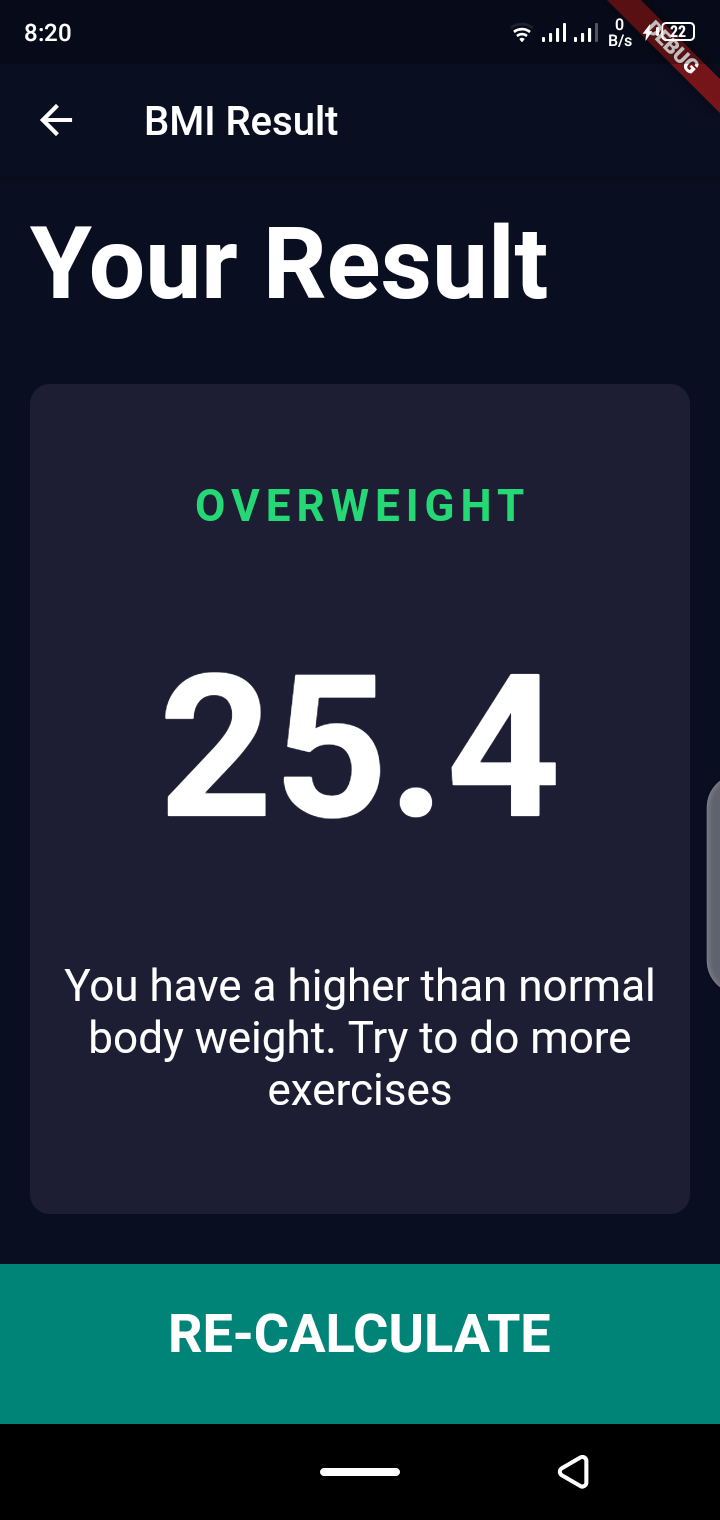 8:20
0
B/s
22
DEBUG
BMI Result
Your Result
OVERWEIGHT
25.4
You have a higher than normal
body weight. Try to do more
exercises
RE-CALCULATE